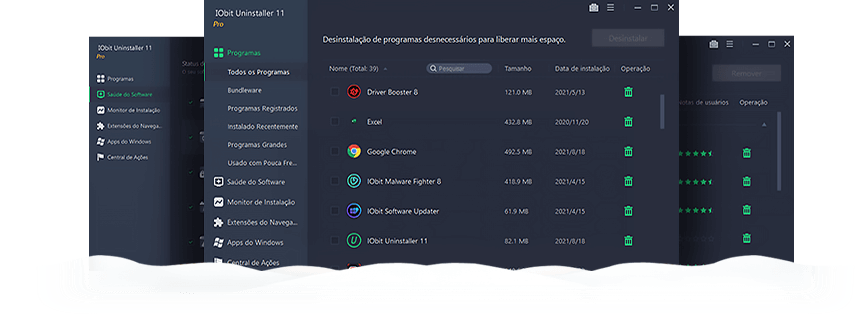 IObit Uninstaller 11
Pro
Programas
Saúde do Software
Monitor de Instalação
Extensões do Navega...
Apps do Windows
Central de Ações
Status d
IObit Uninstaller 11
Pro
Programas
Todos os Programas
Bundleware
Programas Registrados
Instalado Recentemente
Programas Grandes
Usado com Pouca Fre...
Saúde do Software
Monitor de Instalação
Extensões do Navega...
Apps do Windows
Central de Ações
Desinstalação de programas desnecessários para liberar mais espaço.
Desinstalar
Nome (Total: 39) Pesquisar Tamanho Data de instalação Operação
Driver Booster 8 121.0 MB 2021/5/13
Excel 432.8 MB 2020/11/20
Google Chrome 492.5 MB 2021/8/18
IObit Malware Fighter 8 418.9 MB 2021/4/15
IObit Software Updater 61.9 MB 2021/4/15
IObit Uninstaller 11 82.1 MB 2021/8/18
Remover
de usuários Operação